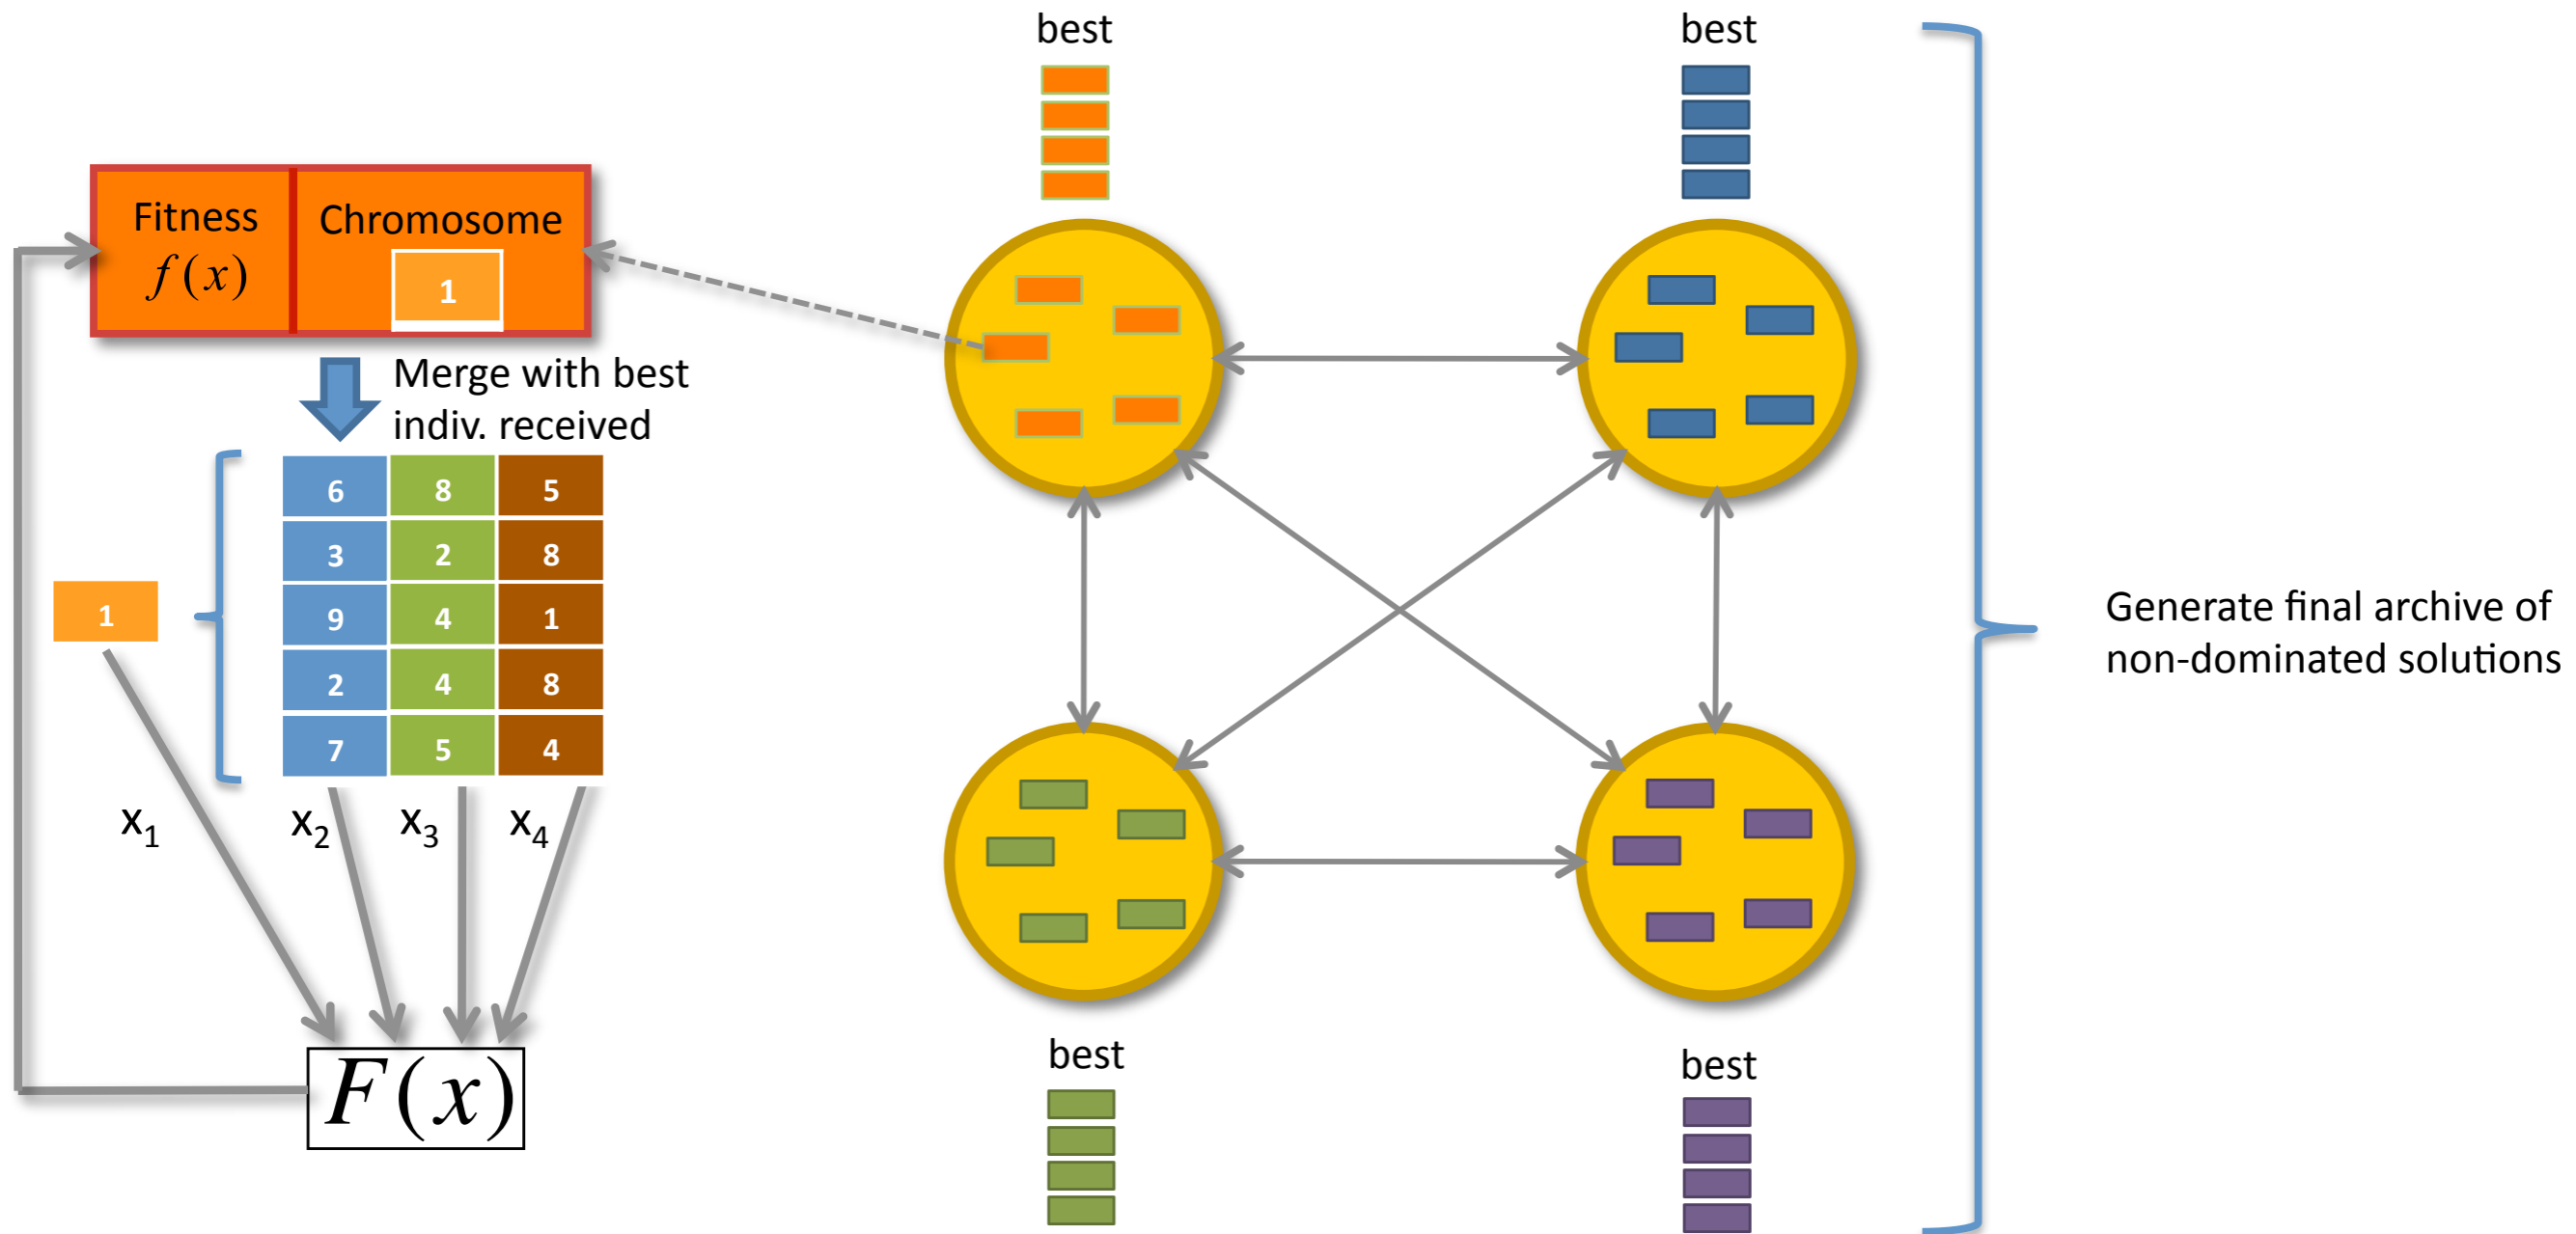 best
best
Fitness
f(x)
Chromosome
1
Merge with best
indiv. received
6 8 5
3 2 8
1
9 4 1
2 4 8
7 5 4
x₁ x₂ x₃ x₄
F(x)
best
best
Generate final archive of
non-dominated solutions